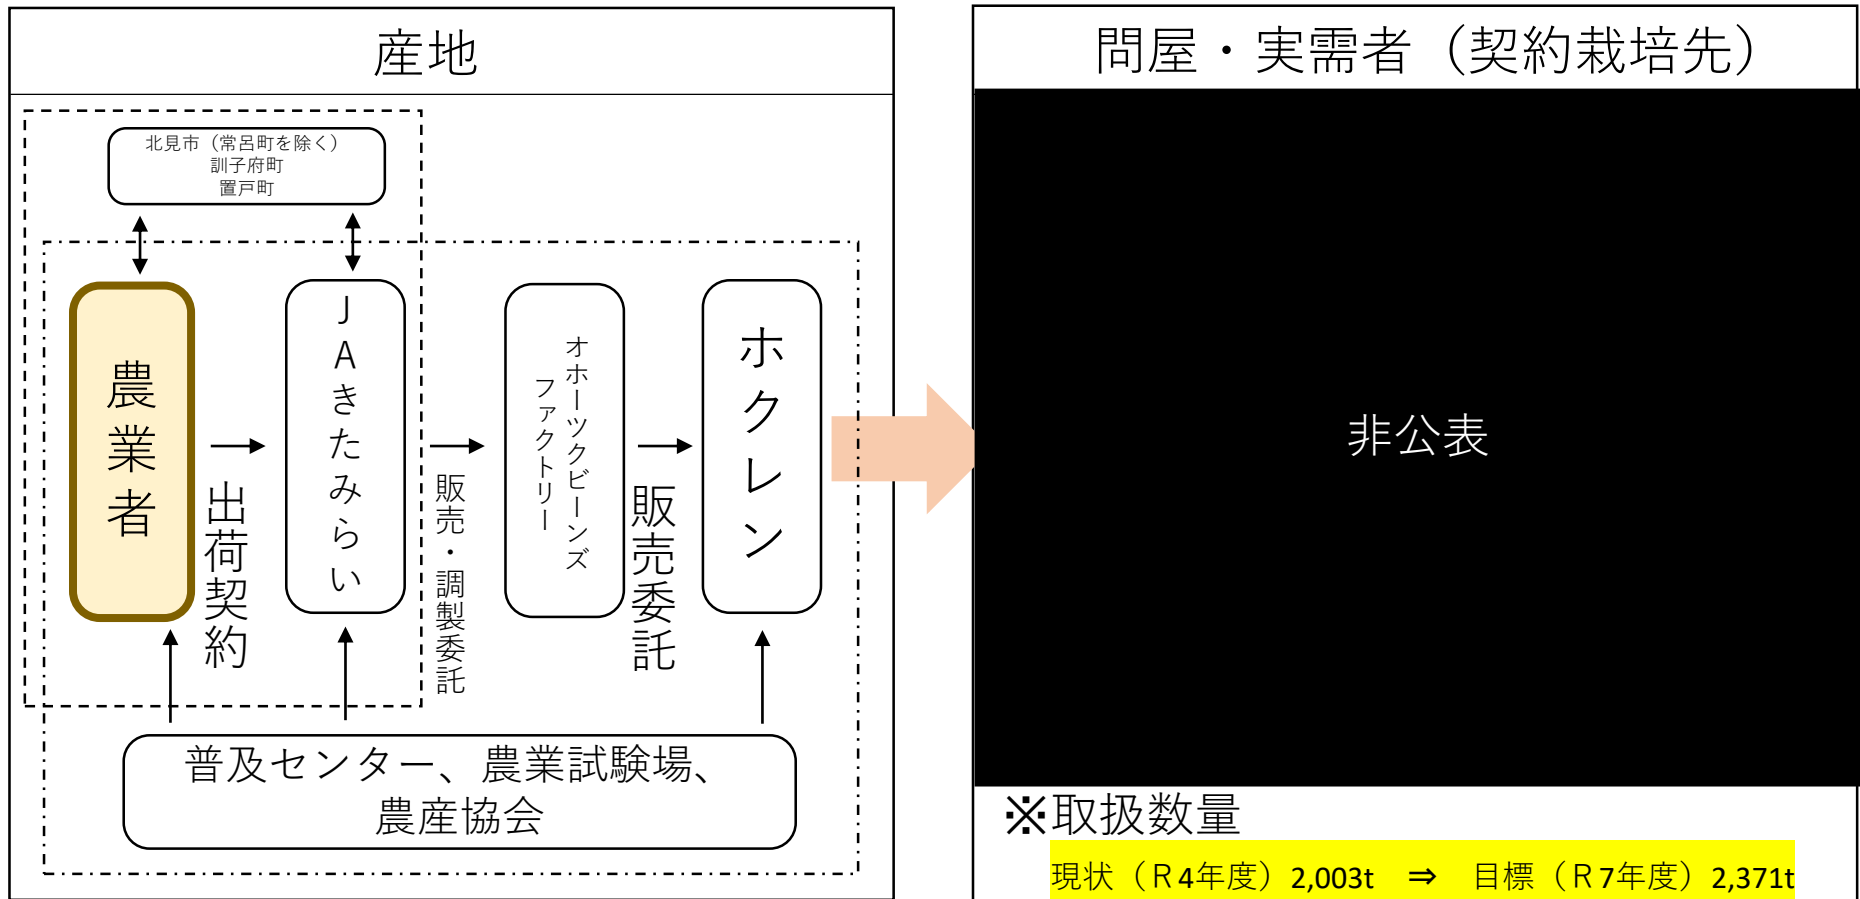 産地
北見市（常呂町を除く）
訓子府町
置戸町
農業者
出荷契約
ＪＡきたみらい
販売・調製委託
オホーツクビーンズ
ファクトリー
販売委託
ホクレン
普及センター、農業試験場、
農産協会
問屋・実需者（契約栽培先）
非公表
※取扱数量
現状（Ｒ4年度）2,003t　⇒　目標（Ｒ7年度）2,371t